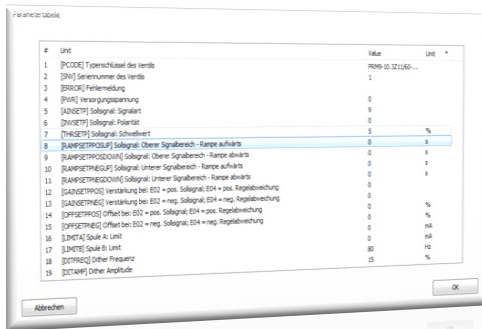 Parametertabelle
# Unit Value Unit
1 [PCODE] Typenschlüssel des Ventils PRM9-10.3Z11/60-...
2 [SNV] Seriennummer des Ventils 1
3 [ERROR] Fehlermeldung
4 [PWR] Versorgungsspannung 0
5 [AINSETP] Sollsignal: Signalart 9
6 [INVSETP] Sollsignal: Polarität 0
7 [THRSETP] Sollsignal: Schwellwert 5 %
8 [RAMPSETPPOSUP] Sollsignal: Oberer Signalbereich - Rampe aufwärts 0 s
9 [RAMPSETPPOSDOWN] Sollsignal: Oberer Signalbereich - Rampe abwärts 0 s
10 [RAMPSETPNEGUP] Sollsignal: Unterer Signalbereich - Rampe aufwärts 0 s
11 [RAMPSETPNEGDOWN] Sollsignal: Unterer Signalbereich - Rampe abwärts 0 s
12 [GAINSETPPOS] Verstärkung bei: E02 = pos. Sollsignal; E04 = pos. Regelabweichung 0
13 [GAINSETPNEG] Verstärkung bei: E02 = neg. Sollsignal; E04 = neg. Regelabweichung 0
14 [OFFSETPPOS] Offset bei: E02 = pos. Sollsignal; E04 = pos. Regelabweichung 0 %
15 [OFFSETPNEG] Offset bei: E02 = neg. Sollsignal; E04 = neg. Regelabweichung 0 %
16 [LIMITA] Spule A: Limit 0 mA
17 [LIMITB] Spule B: Limit 0 mA
18 [DITFREQ] Dither Frequenz 80 Hz
19 [DITAMP] Dither Amplitude 15 %
OK
Abbrechen